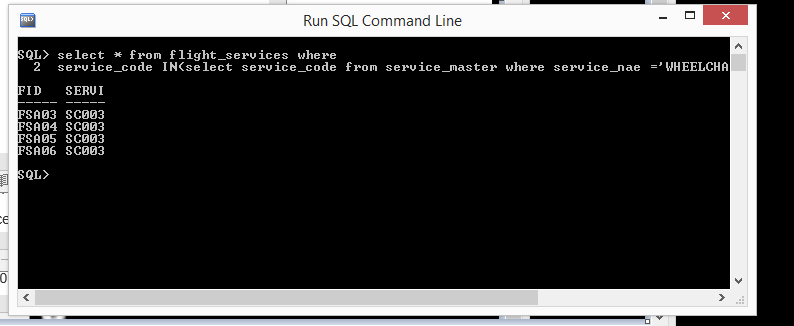 Run SQL Command Line
SQL> select * from flight_services where
2 service_code IN(select service_code from service_master where service_nae ='WHEELCHA
FID SERVI
----- -----
FSA03 SC003
FSA04 SC003
FSA05 SC003
FSA06 SC003
SQL>